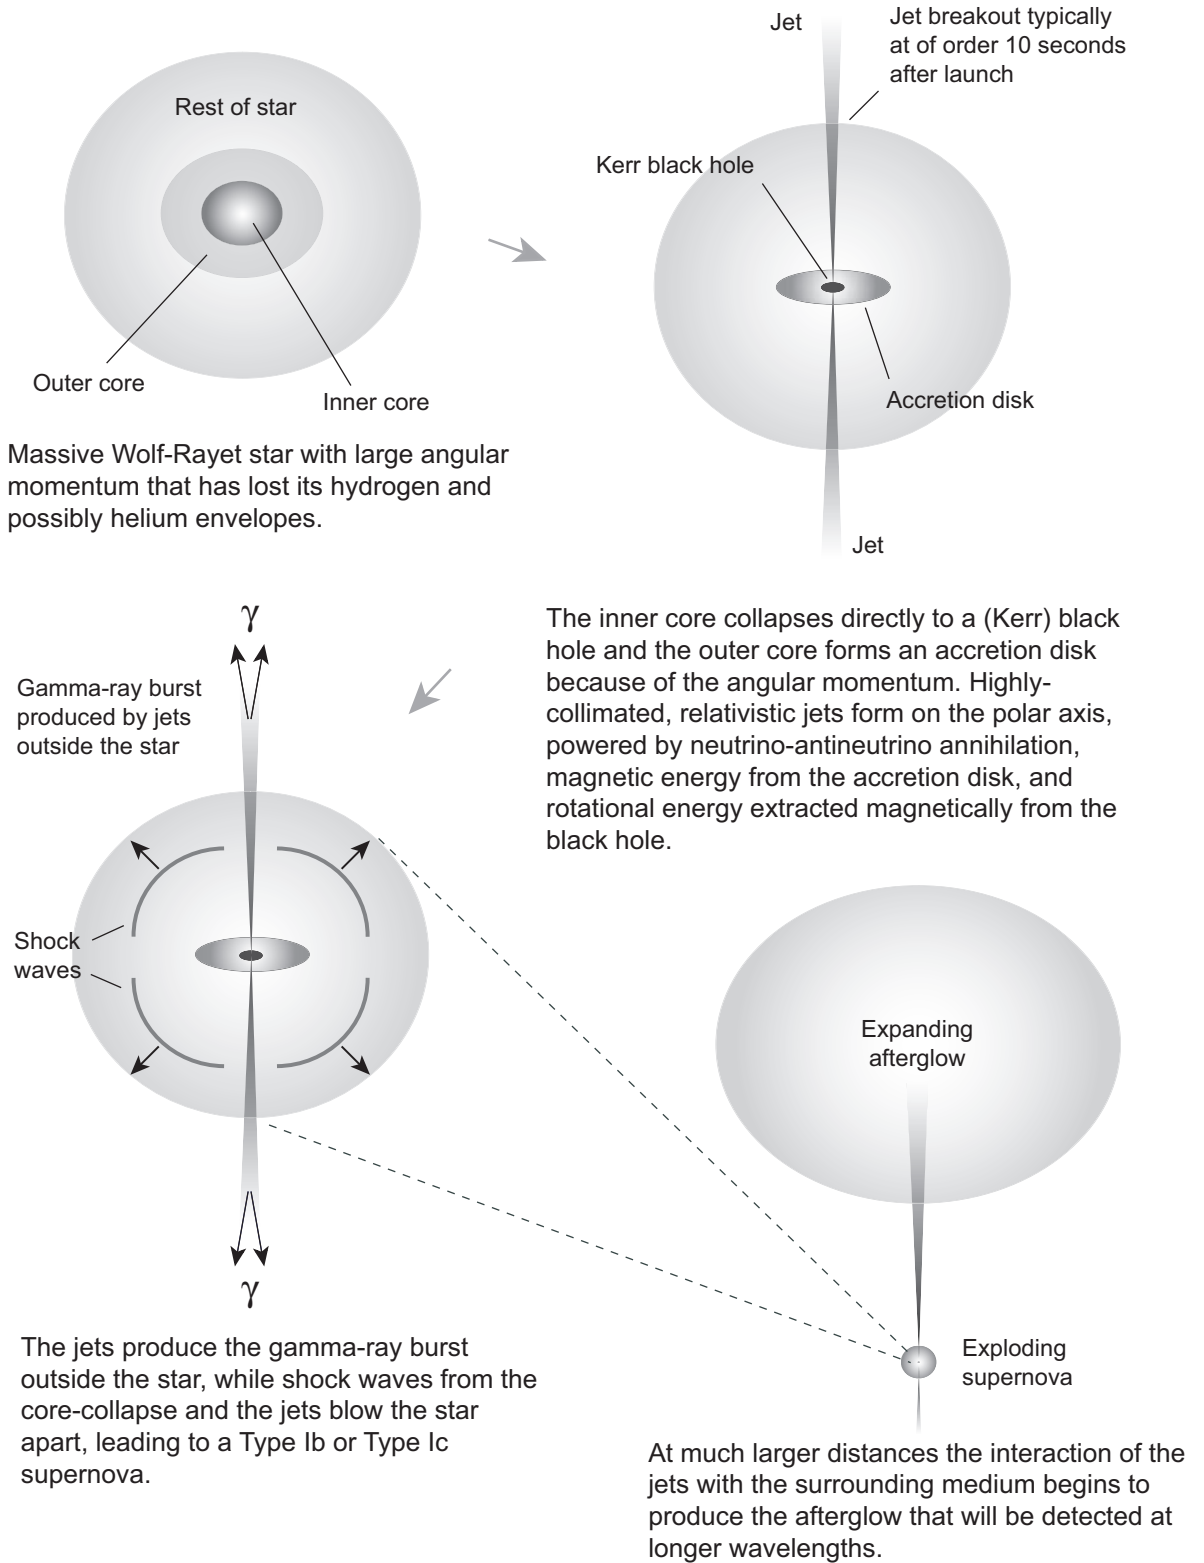 Rest of star
Outer core
Inner core
Massive Wolf-Rayet star with large angular
momentum that has lost its hydrogen and
possibly helium envelopes.
Jet
Jet breakout typically
at of order 10 seconds
after launch
Kerr black hole
Accretion disk
Jet
The inner core collapses directly to a (Kerr) black
hole and the outer core forms an accretion disk
because of the angular momentum. Highly-
collimated, relativistic jets form on the polar axis,
powered by neutrino-antineutrino annihilation,
magnetic energy from the accretion disk, and
rotational energy extracted magnetically from the
black hole.
γ
Gamma-ray burst
produced by jets
outside the star
Shock
waves
γ
The jets produce the gamma-ray burst
outside the star, while shock waves from the
core-collapse and the jets blow the star
apart, leading to a Type Ib or Type Ic
supernova.
Expanding
afterglow
Exploding
supernova
At much larger distances the interaction of the
jets with the surrounding medium begins to
produce the afterglow that will be detected at
longer wavelengths.